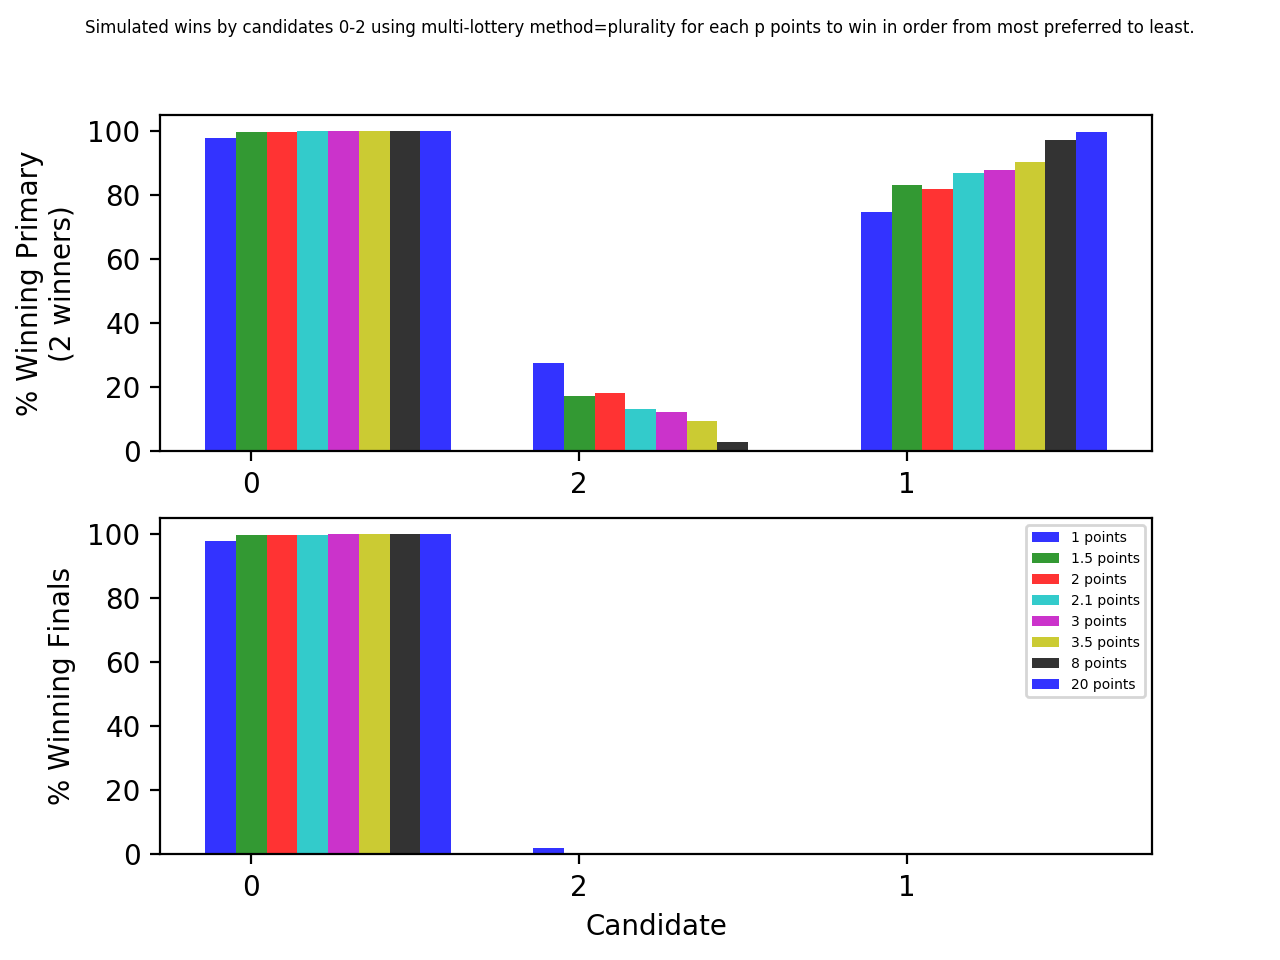 Simulated wins by candidates 0-2 using multi-lottery method=plurality for each p points to win in order from most preferred to least.
% Winning Primary
(2 winners)
100
80
60
40
20
0
0 2 1
% Winning Finals
100
80
60
40
20
0
1 points
1.5 points
2 points
2.1 points
3 points
3.5 points
8 points
20 points
0 2 1
Candidate